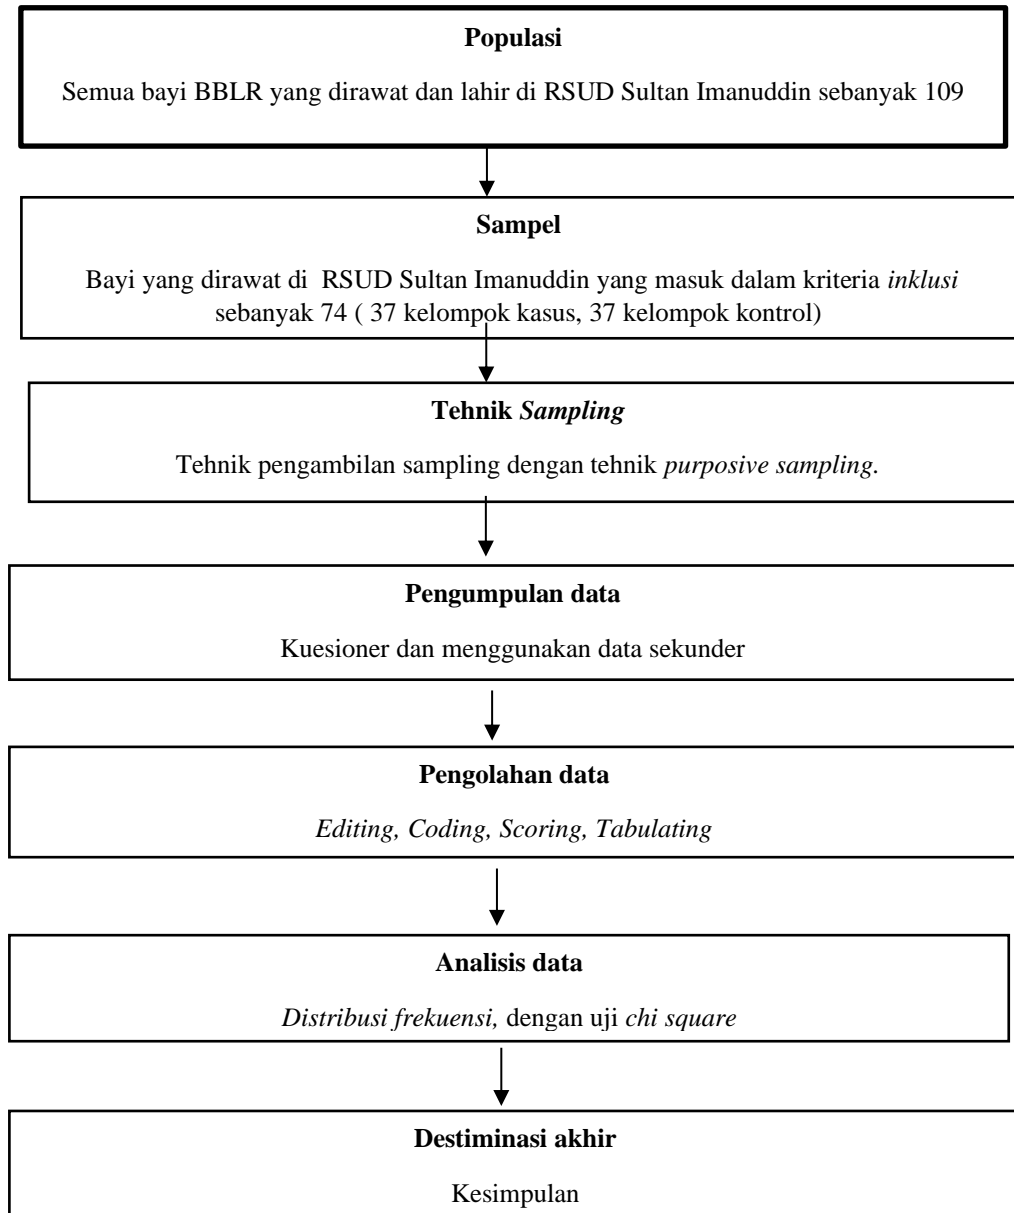 Populasi
Semua bayi BBLR yang dirawat dan lahir di RSUD Sultan Imanuddin sebanyak 109
Sampel
Bayi yang dirawat di RSUD Sultan Imanuddin yang masuk dalam kriteria inklusi
sebanyak 74 ( 37 kelompok kasus, 37 kelompok kontrol)
Tehnik Sampling
Tehnik pengambilan sampling dengan tehnik purposive sampling.
Pengumpulan data
Kuesioner dan menggunakan data sekunder
Pengolahan data
Editing, Coding, Scoring, Tabulating
Analisis data
Distribusi frekuensi, dengan uji chi square
Destiminasi akhir
Kesimpulan